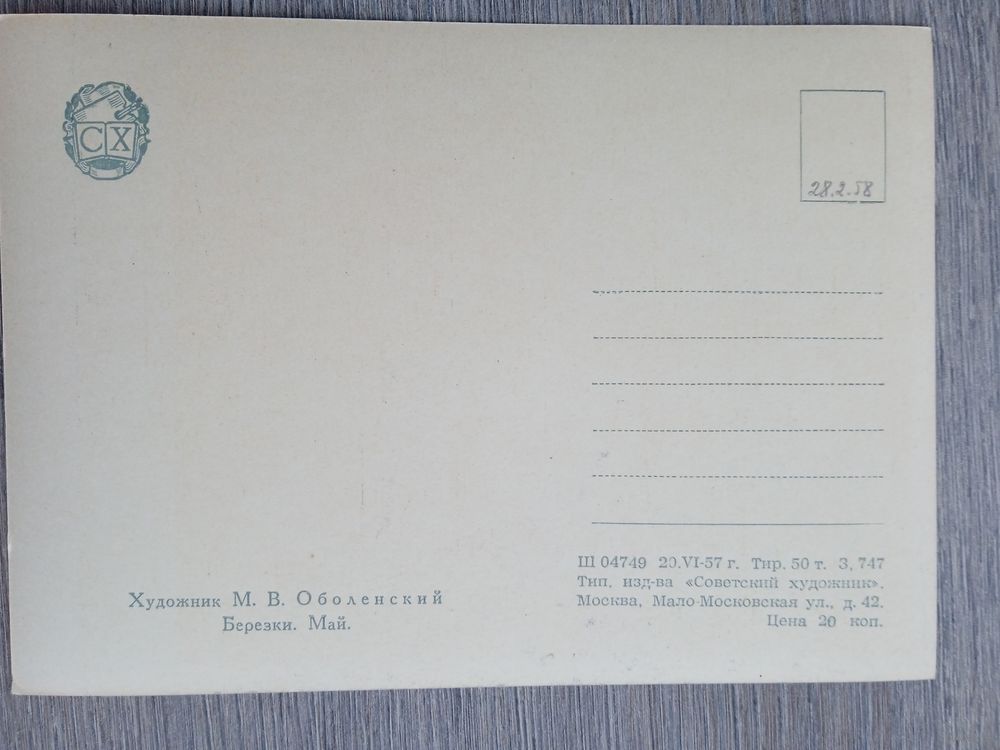 СХ
28.2.58
Художник М. В. Оболенский
Березки. Май.
Ш 04749 20.VI-57 г. Тир. 50 т. З, 747
Тип. изд-ва «Советский художник».
Москва, Мало-Московская ул., д. 42.
Цена 20 коп.